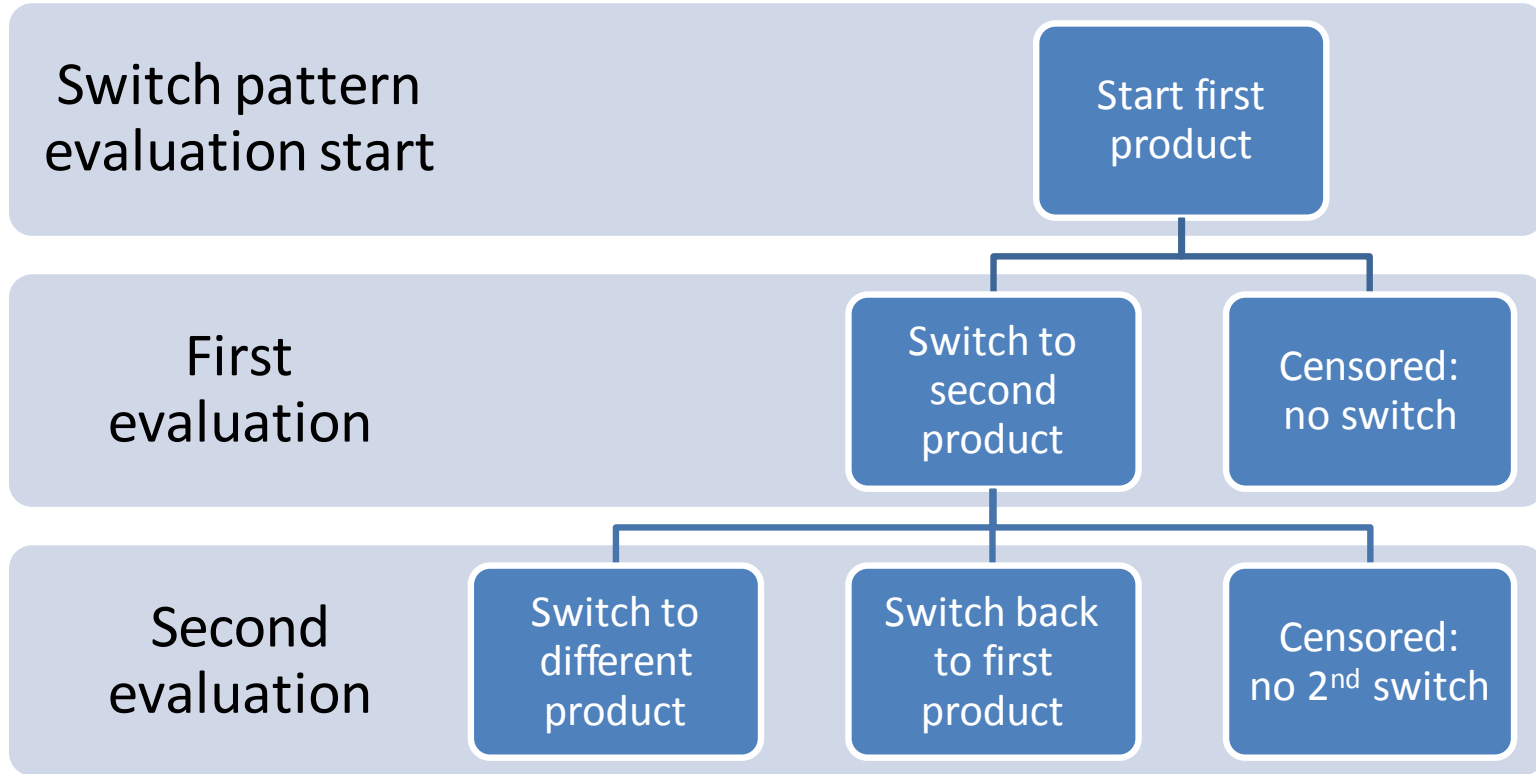 Switch pattern
evaluation start
Start first
product
First
evaluation
Switch to
second
product
Censored:
no switch
Second
evaluation
Switch to
different
product
Switch back
to first
product
Censored:
no 2nd switch